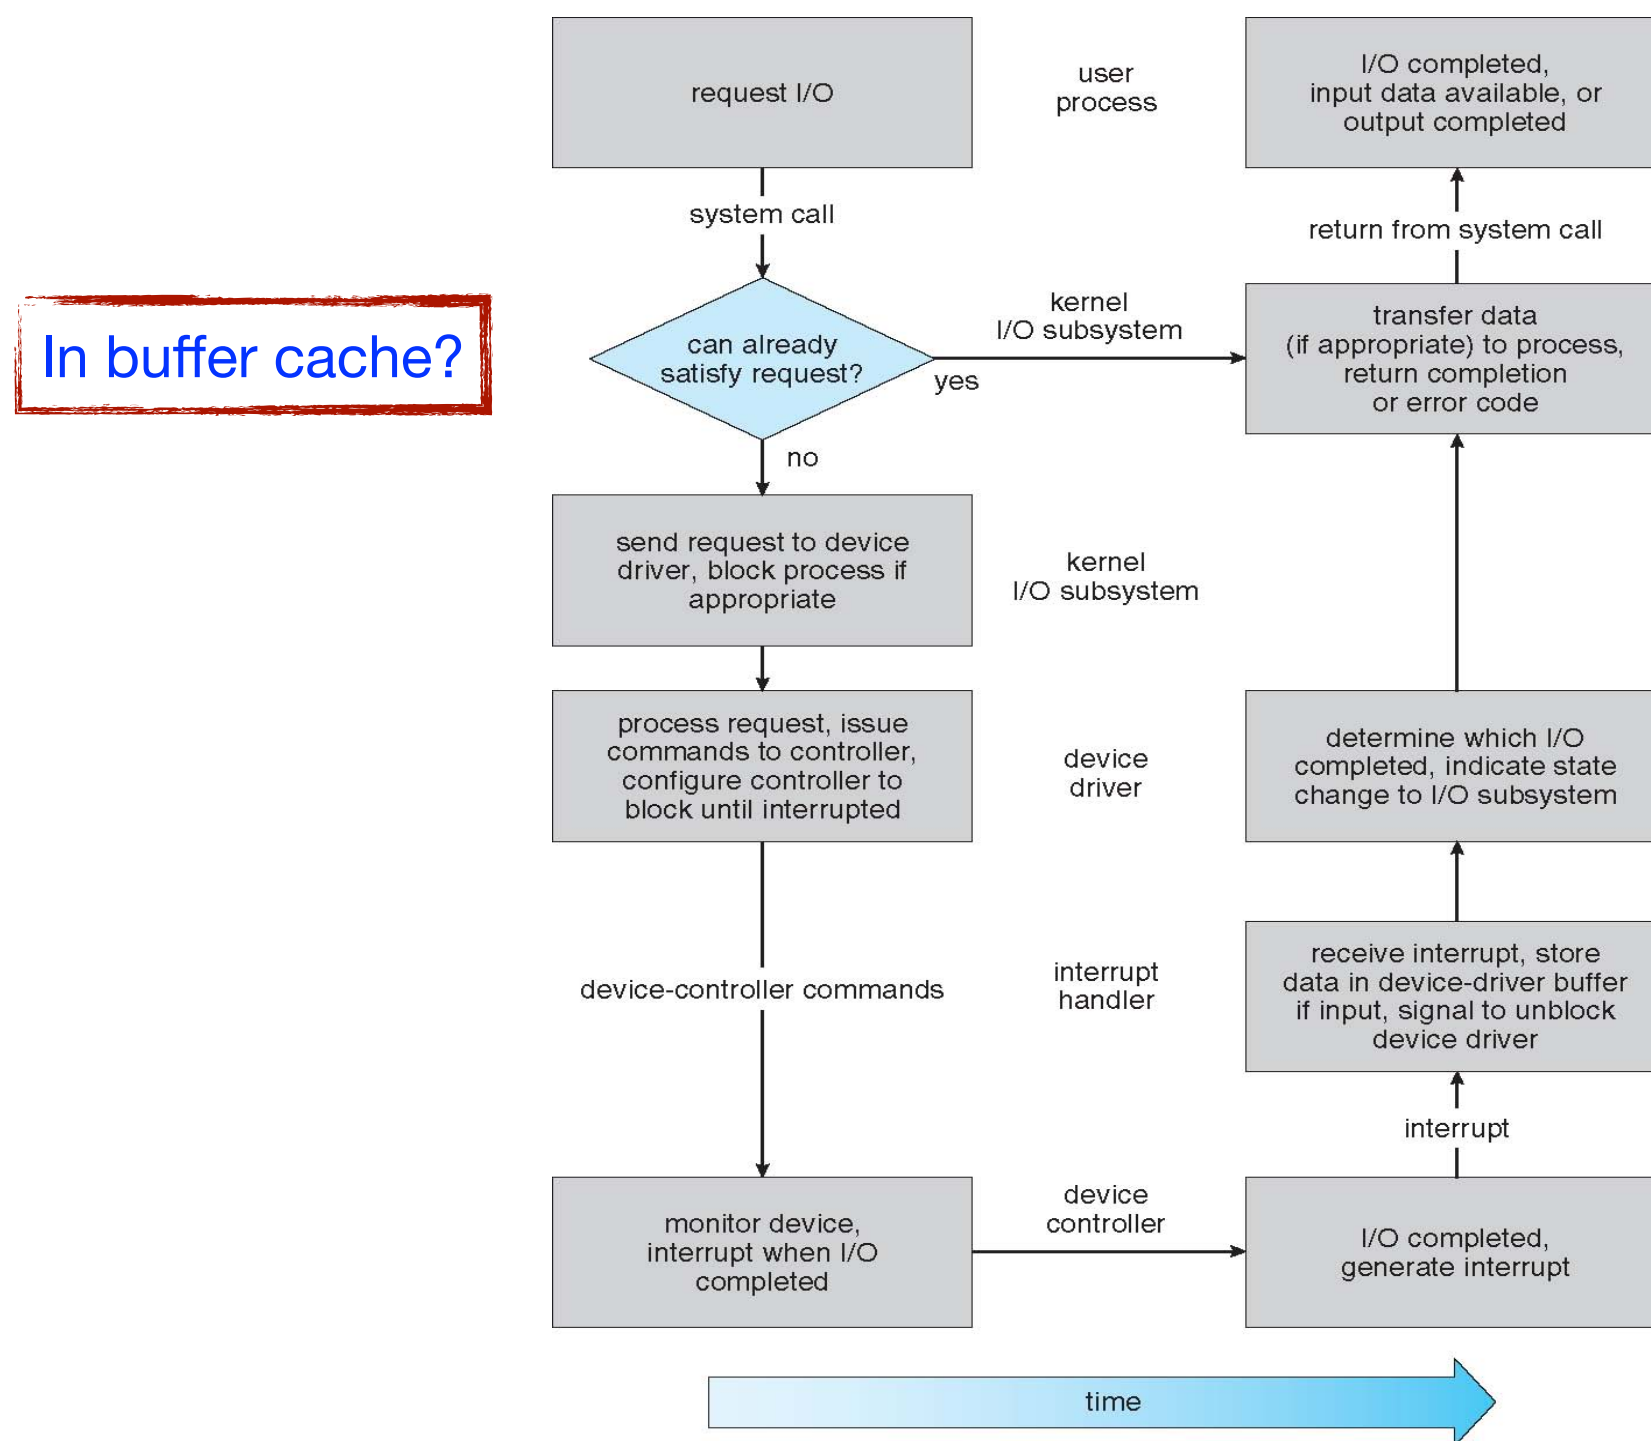 request I/O
user
process
I/O completed,
input data available, or
output completed
system call
return from system call
In buffer cache?
can already
satisfy request?
kernel
I/O subsystem
yes
transfer data
(if appropriate) to process,
return completion
or error code
no
send request to device
driver, block process if
appropriate
kernel
I/O subsystem
process request, issue
commands to controller,
configure controller to
block until interrupted
device
driver
determine which I/O
completed, indicate state
change to I/O subsystem
device-controller commands
interrupt
handler
receive interrupt, store
data in device-driver buffer
if input, signal to unblock
device driver
interrupt
monitor device,
interrupt when I/O
completed
device
controller
I/O completed,
generate interrupt
time